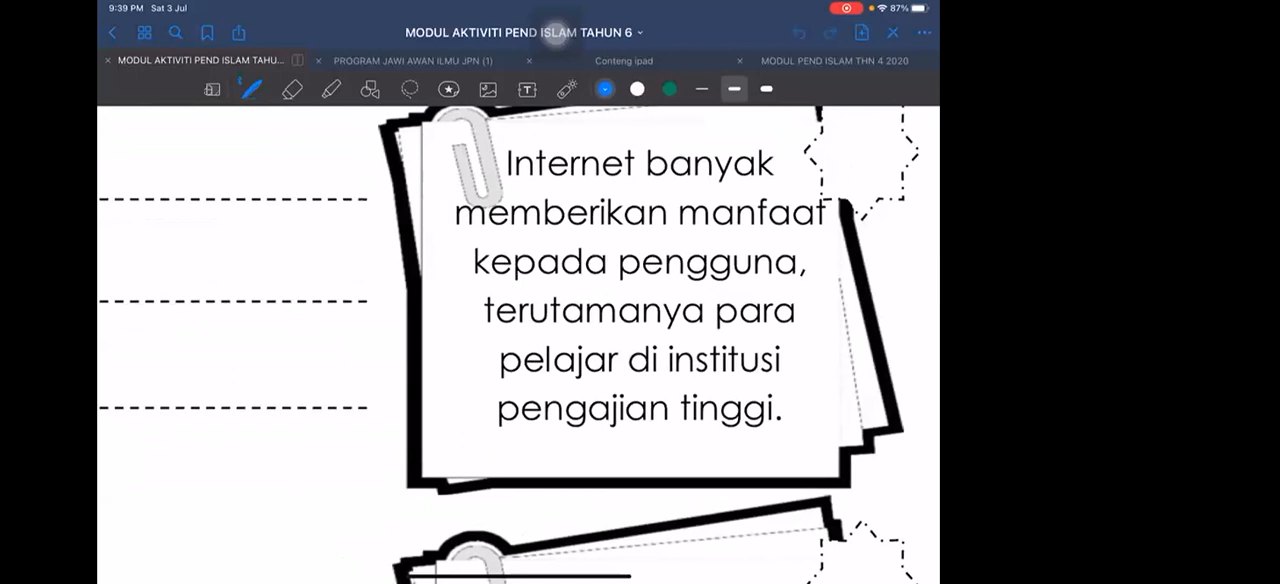 9:39 PM Sat 3 Jul
87%
MODUL AKTIVITI PEND ISLAM TAHUN 6
MODUL AKTIVITI PEND ISLAM TAHU...
PROGRAM JAWI AWAN ILMU JPN (1)
Conteng ipad
MODUL PEND ISLAM THN 4 2020
Internet banyak
memberikan manfaat
kepada pengguna,
terutamanya para
pelajar di institusi
pengajian tinggi.